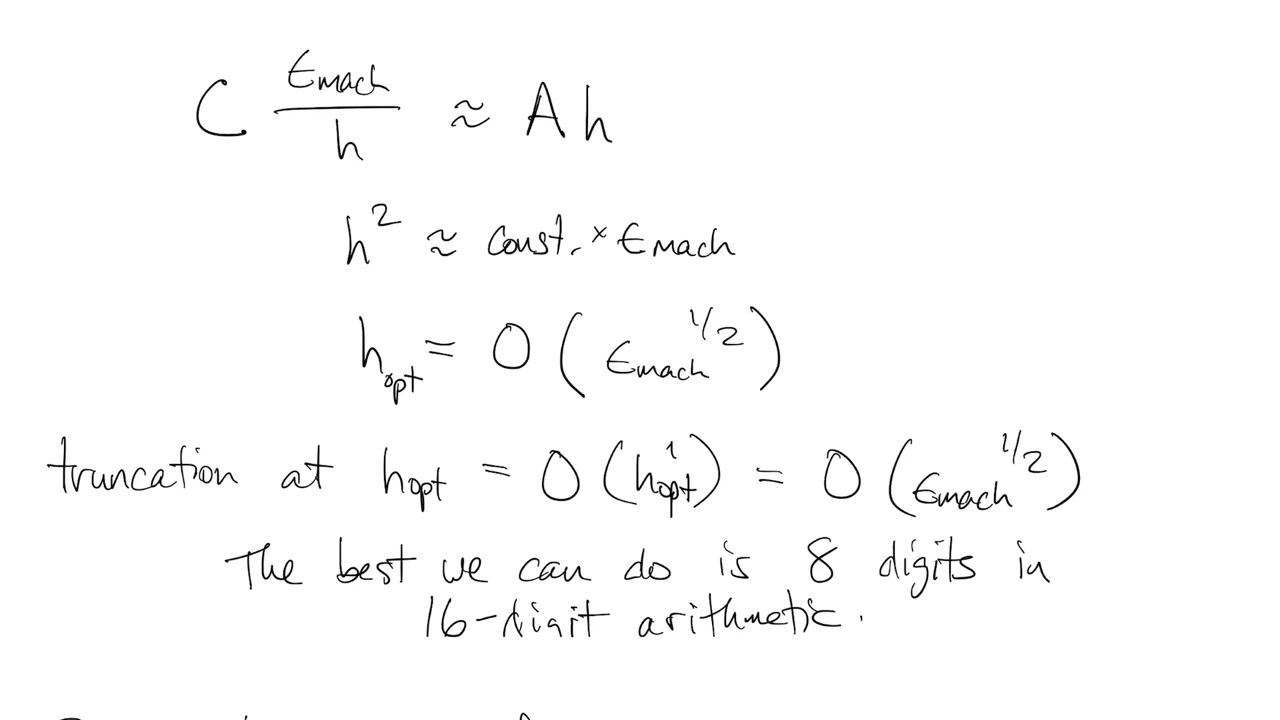 C ϵmach / h ≈ A h
h² ≈ const. × ϵmach
hopt = O ( ϵmach^1/2 )
truncation at hopt = O (hopt^1) = O (ϵmach^1/2)
The best we can do is 8 digits in
16-digit arithmetic.